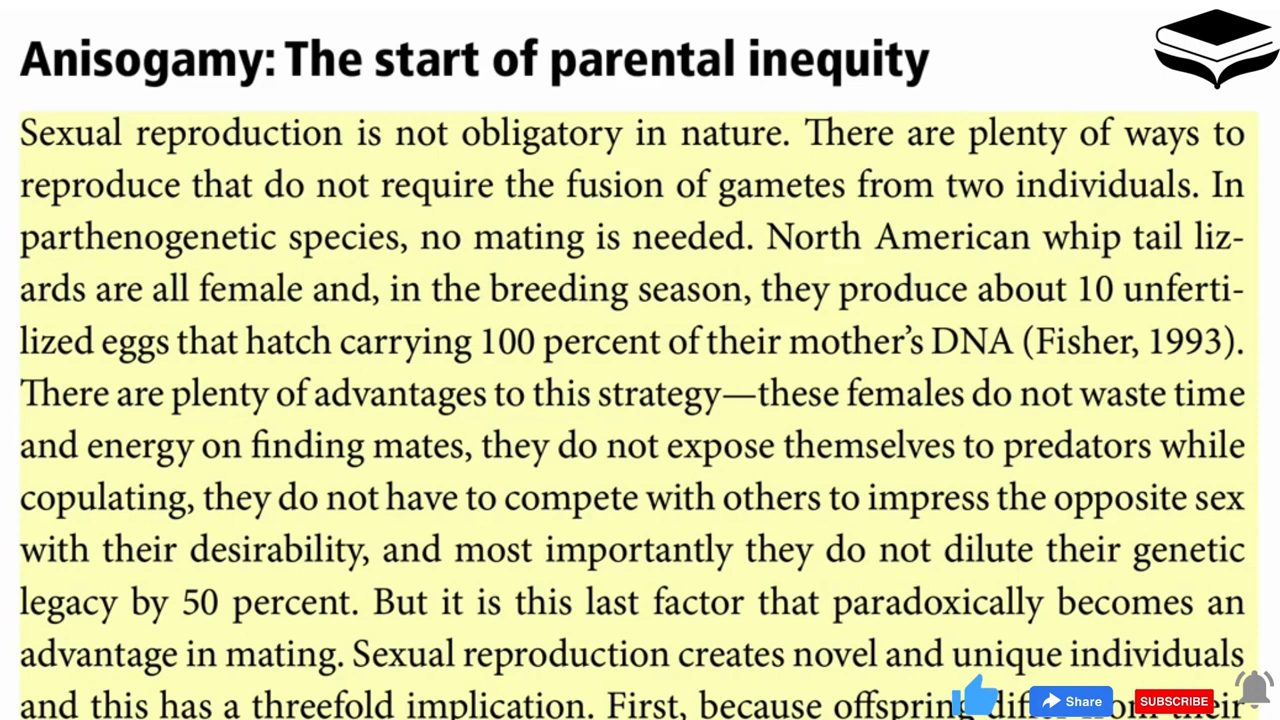 Anisogamy: The start of parental inequity
Sexual reproduction is not obligatory in nature. There are plenty of ways to
reproduce that do not require the fusion of gametes from two individuals. In
parthenogenetic species, no mating is needed. North American whip tail liz-
ards are all female and, in the breeding season, they produce about 10 unferti-
lized eggs that hatch carrying 100 percent of their mother’s DNA (Fisher, 1993).
There are plenty of advantages to this strategy—these females do not waste time
and energy on finding mates, they do not expose themselves to predators while
copulating, they do not have to compete with others to impress the opposite sex
with their desirability, and most importantly they do not dilute their genetic
legacy by 50 percent. But it is this last factor that paradoxically becomes an
advantage in mating. Sexual reproduction creates novel and unique individuals
and this has a threefold implication. First, because offspring
Share
SUBSCRIBE